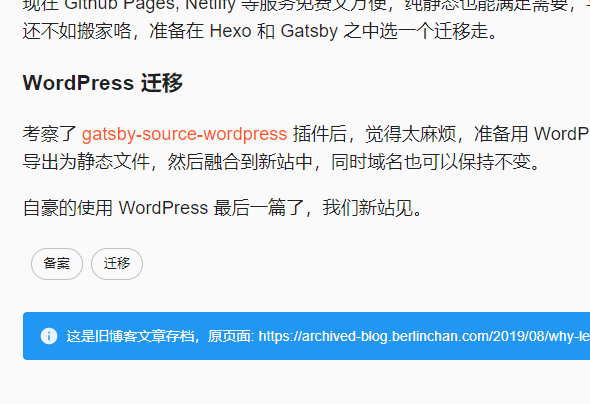 现在 Github Pages, Netlify 等服务免费又方便，纯静态也能满足需要，
还不如搬家咯，准备在 Hexo 和 Gatsby 之中选一个迁移走。
WordPress 迁移
考察了 gatsby-source-wordpress 插件后，觉得太麻烦，准备用 WordP
导出为静态文件，然后融合到新站中，同时域名也可以保持不变。
自豪的使用 WordPress 最后一篇了，我们新站见。
备案 迁移
这是旧博客文章存档，原页面: https://archived-blog.berlinchan.com/2019/08/why-le